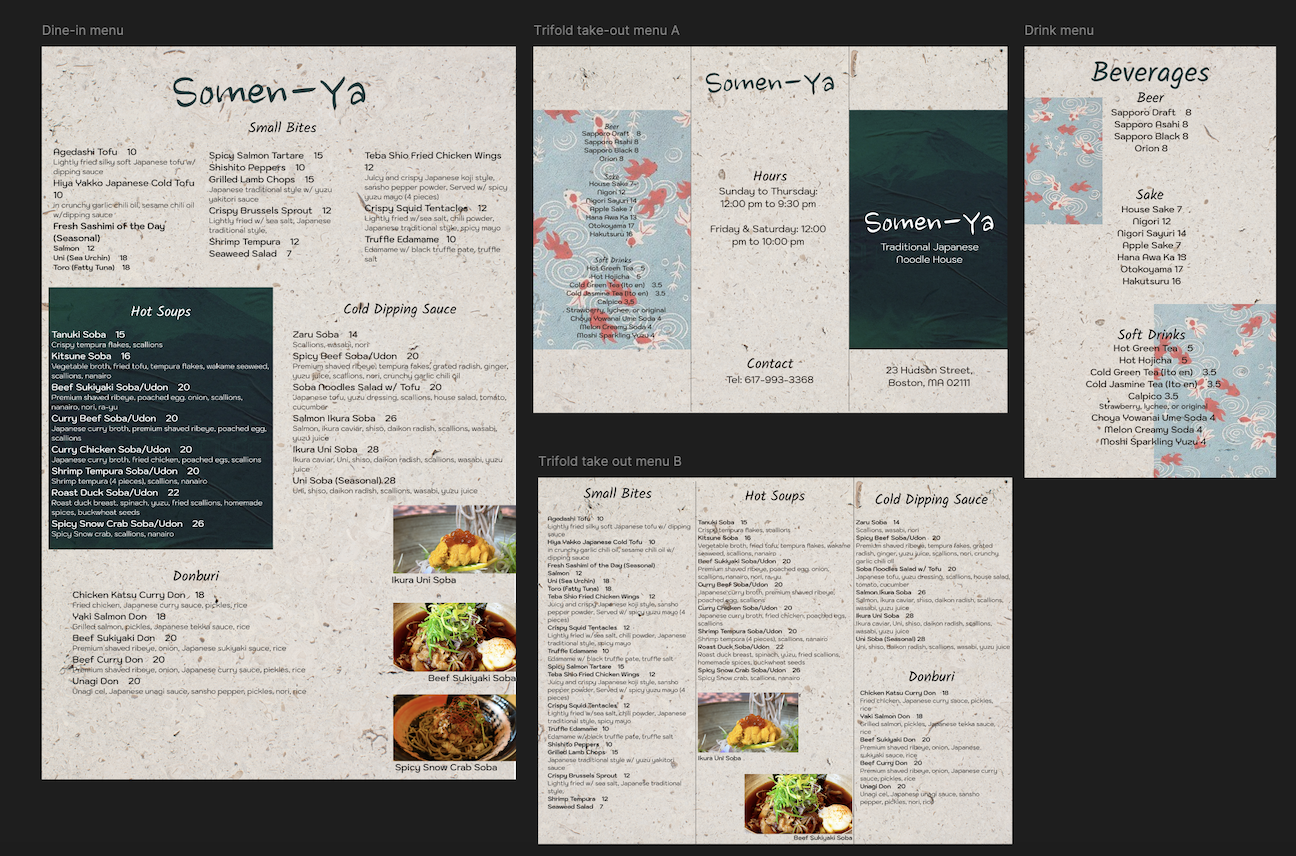 Dine-in menu
Somen-Ya
Small Bites
Agedashi Tofu 10
Lightly fried silky soft Japanese tofu w/
dipping sauce
Hiya Yakko Japanese Cold Tofu
10
in crunchy garlic chili oil, sesame chili oil
w/dipping sauce
Fresh Sashimi of the Day
(Seasonal)
Salmon 12
Uni (Sea Urchin) 18
Toro (Fatty Tuna) 18
Spicy Salmon Tartare 15
Shishito Peppers 10
Grilled Lamb Chops 15
Japanese traditional style w/ yuzu
yakitori sauce
Crispy Brussels Sprout 12
Lightly fried w/ sea salt, Japanese
traditional style,
Shrimp Tempura 12
Seaweed Salad 7
Teba Shio Fried Chicken Wings
12
Juicy and crispy Japanese koji style,
sansho pepper powder, Served w/ spicy
yuzu mayo (4 pieces)
Crispy Squid Tentacles 12
Lightly fried w/sea salt, chili powder,
Japanese traditional style, spicy mayo
Truffle Edamame 10
Edamame w/ black truffle pate, truffle
salt
Hot Soups
Tanuki Soba 15
Crispy tempura flakes, scallions
Kitsune Soba 16
Vegetable broth, fried tofu, tempura flakes, wakame seaweed,
scallions, nanairo
Beef Sukiyaki Soba/Udon 20
Premium shaved ribeye, poached egg. onion, scallions,
nanairo, nori, ra-yu
Curry Beef Soba/Udon 20
Japanese curry broth, premium shaved ribeye, poached egg,
scallions
Curry Chicken Soba/Udon 20
Japanese curry broth, fried chicken, poached egg, scallions
Shrimp Tempura Soba/Udon 20
Shrimp tempura (4 pieces), scallions, nanairo
Roast Duck Soba/Udon 22
Roast duck breast, spinach, yuzu, fried scallions, homemade
spices, buckwheat seeds
Spicy Snow Crab Soba/Udon 26
Spicy Snow crab, scallions, nanairo
Cold Dipping Sauce
Zaru Soba 14
Scallions, wasabi, nori
Spicy Beef Soba/Udon 20
Premium shaved ribeye, tempura flakes, grated radish, ginger,
yuzu juice, scallions, nori, crunchy garlic chili oil
Soba Noodles Salad w/ Tofu 20
Japanese tofu, yuzu dressing, scallions, house salad, tomato,
cucumber
Salmon Ikura Soba 26
Salmon, ikura caviar, shiso, daikon radish, scallions, wasabi,
yuzu juice
Ikura Uni Soba 28
Ikura caviar, Uni, shiso, daikon radish, scallions, wasabi, yuzu
juice
Uni Soba (Seasonal) 28
Uni, shiso, daikon radish, scallions, wasabi, yuzu juice
Ikura Uni Soba
Beef Sukiyaki Soba
Spicy Snow Crab Soba
Donburi
Chicken Katsu Curry Don 18
Fried chicken, Japanese curry sauce, pickles, rice
Yaki Salmon Don 18
Grilled salmon, pickles, Japanese tekka sauce, rice
Beef Sukiyaki Don 20
Premium shaved ribeye, onion, Japanese sukiyaki sauce, rice
Beef Curry Don 20
Premium shaved ribeye, onion, Japanese curry sauce, pickles, rice
Unagi Don 20
Unagi cel, Japanese unagi sauce, sansho pepper, pickles, nori, rice
Trifold take-out menu A
Beer
Sapporo Draft 8
Sapporo Asahi 8
Sapporo Black 8
Orion 8
Sake
House Sake 7
Nigori 12
Nigori Sayuri 14
Apple Sake 7
Hana Awa Ka 13
Otokoyama 17
Hakutsuru 16
Soft Drinks
Hot Green Tea 5
Hot Hojicha 5
Cold Green Tea (Ito en) 3.5
Cold Jasmine Tea (Ito en) 3.5
Calpico 3.5
Strawberry, lychee, or original
Choya Yowanai Ume Soda 4
Melon Creamy Soda 4
Moshi Sparkling Yuzu 4
Somen-Ya
Hours
Sunday to Thursday:
12:00 pm to 9:30 pm
Friday & Saturday: 12:00
pm to 10:00 pm
Contact
Tel: 617-993-3368
Somen-Ya
Traditional Japanese
Noodle House
23 Hudson Street,
Boston, MA 02111
Drink menu
Beverages
Beer
Sapporo Draft 8
Sapporo Asahi 8
Sapporo Black 8
Orion 8
Sake
House Sake 7
Nigori 12
Nigori Sayuri 14
Apple Sake 7
Hana Awa Ka 13
Otokoyama 17
Hakutsuru 16
Soft Drinks
Hot Green Tea 5
Hot Hojicha 5
Cold Green Tea (Ito en) 3.5
Cold Jasmine Tea (Ito en) 3.5
Calpico 3.5
Strawberry, lychee, or original
Choya Yowanai Ume Soda 4
Melon Creamy Soda 4
Moshi Sparkling Yuzu 4
Trifold take out menu B
Small Bites
Agedashi Tofu 10
Lightly fried silky soft Japanese tofu w/ dipping
sauce
Hiya Yakko Japanese Cold Tofu 10
in crunchy garlic chili oil, sesame chili oil w/
dipping sauce
Fresh Sashimi of the Day (Seasonal)
Salmon 12
Uni (Sea Urchin) 18
Toro (Fatty Tuna) 18
Teba Shio Fried Chicken Wings 12
Juicy and crispy Japanese koji style, sansho
pepper powder, Served w/ spicy yuzu mayo (4
pieces)
Crispy Squid Tentacles 12
Lightly fried w/sea salt, chili powder, Japanese
traditional style, spicy mayo
Truffle Edamame 10
Edamame w/ black truffle pate, truffle salt
Spicy Salmon Tartare 15
Teba Shio Fried Chicken Wings 12
Juicy and crispy Japanese koji style, sansho
pepper powder, Served w/ spicy yuzu mayo (4
pieces)
Crispy Squid Tentacles 12
Lightly fried w/sea salt, chili powder, Japanese
traditional style, spicy mayo
Truffle Edamame 10
Edamame w/ black truffle pate, truffle salt
Shishito Peppers 10
Grilled Lamb Chops 15
Japanese traditional style w/ yuzu yakitori
sauce
Crispy Brussels Sprout 12
Lightly fried w/ sea salt, Japanese traditional
style,
Shrimp Tempura 12
Seaweed Salad 7
Hot Soups
Tanuki Soba 15
Crispy tempura flakes, scallions
Kitsune Soba 16
Vegetable broth, fried tofu, tempura flakes, wakame
seaweed, scallions, nanairo
Beef Sukiyaki Soba/Udon 20
Premium shaved ribeye, poached egg, onion,
scallions, nanairo, nori, ra-yu
Curry Beef Soba/Udon 20
Japanese curry broth, premium shaved ribeye,
poached egg, scallions
Curry Chicken Soba/Udon 20
Japanese curry broth, fried chicken, poached egg,
scallions
Shrimp Tempura Soba/Udon 20
Shrimp tempura (4 pieces), scallions, nanairo
Roast Duck Soba/Udon 22
Roast duck breast, spinach, yuzu, fried scallions,
homemade spices, buckwheat seeds
Spicy Snow Crab Soba/Udon 26
Spicy Snow crab, scallions, nanairo
Ikura Uni Soba
Beef Sukiyaki Soba
Cold Dipping Sauce
Zaru Soba 14
Scallions, wasabi, nori
Spicy Beef Soba/Udon 20
Premium shaved ribeye, tempura flakes, grated
radish, ginger, yuzu juice, scallions, nori, crunchy
garlic chili oil
Soba Noodles Salad w/ Tofu 20
Japanese tofu, yuzu dressing, scallions, house salad,
tomato, cucumber
Salmon Ikura Soba 26
Salmon, ikura caviar, shiso, daikon radish, scallions,
wasabi, yuzu juice
Ikura Uni Soba 28
Ikura caviar, Uni, shiso, daikon radish, scallions,
wasabi, yuzu juice
Uni Soba (Seasonal) 28
Uni, shiso, daikon radish, scallions, wasabi, yuzu juice
Donburi
Chicken Katsu Curry Don 18
Fried chicken, Japanese curry sauce, pickles,
rice
Yaki Salmon Don 18
Grilled salmon, pickles, Japanese tekka sauce,
rice
Beef Sukiyaki Don 20
Premium shaved ribeye, onion, Japanese
sukiyaki sauce, rice
Beef Curry Don 20
Premium shaved ribeye, onion, Japanese curry
sauce, pickles, rice
Unagi Don 20
Unagi cel, Japanese unagi sauce, sansho
pepper, pickles, nori, rice